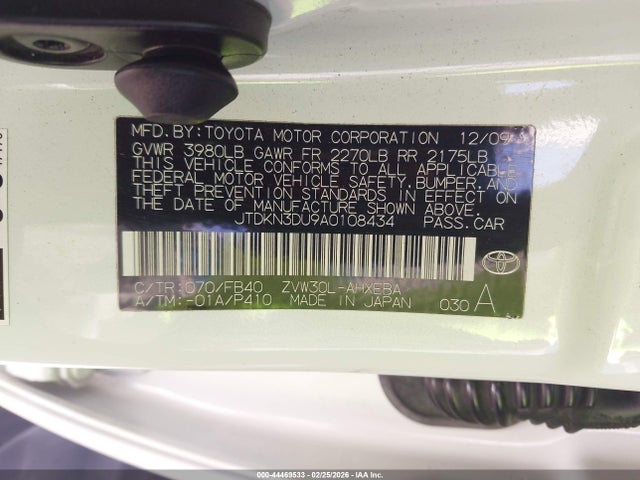 MFD. BY: TOYOTA MOTOR CORPORATION 12/09
GVWR 3980LB GAWR FR 2270LB RR 2175LB
THIS VEHICLE CONFORMS TO ALL APPLICABLE
FEDERAL MOTOR VEHICLE SAFETY, BUMPER, AND
THEFT PREVENTION STANDARDS IN EFFECT ON
THE DATE OF MANUFACTURE SHOWN ABOVE.
JTDKN3DU9A0108434 PASS.CAR
C/TR: 070/FB40 ZVW30L-AHXEBA
A/TM: -01A/P410 MADE IN JAPAN 030 A
TOYOTA
000-44469533 - 02/25/2026 - IAAI.COM